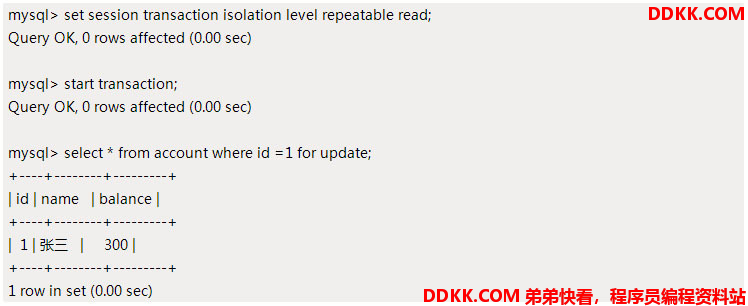 mysql> set session transaction isolation level repeatable read;
DDKK.COM
Query OK, 0 rows affected (0.00 sec)
mysql> start transaction;
Query OK, 0 rows affected (0.00 sec)
mysql> select * from account where id =1 for update;
+----+--------+---------+
| id | name   | balance |
+----+--------+---------+
|  1 | 张三   |     300 |
+----+--------+---------+
1 row in set (0.00 sec)
DDKK.COM 弟弟快看，程序员编程资料站